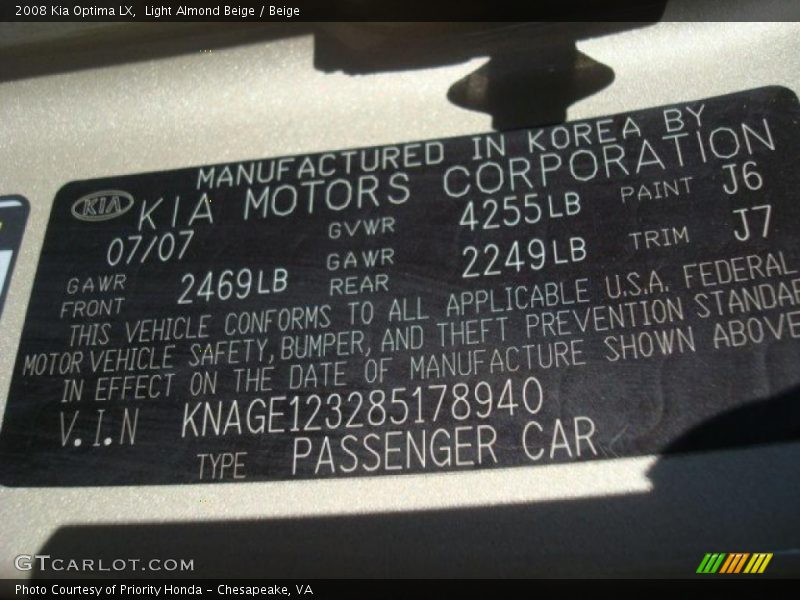 2008 Kia Optima LX, Light Almond Beige / Beige
MANUFACTURED IN KOREA BY
KIA KIA MOTORS CORPORATION
07/07 GVWR 4255LB PAINT J6
GAWR FRONT 2469LB GAWR REAR 2249LB TRIM J7
THIS VEHICLE CONFORMS TO ALL APPLICABLE U.S.A. FEDERAL
MOTOR VEHICLE SAFETY, BUMPER, AND THEFT PREVENTION STANDAR
IN EFFECT ON THE DATE OF MANUFACTURE SHOWN ABOVE
V.I.N KNAGE123285178940
TYPE PASSENGER CAR
GTCARLOT.COM
Photo Courtesy of Priority Honda - Chesapeake, VA